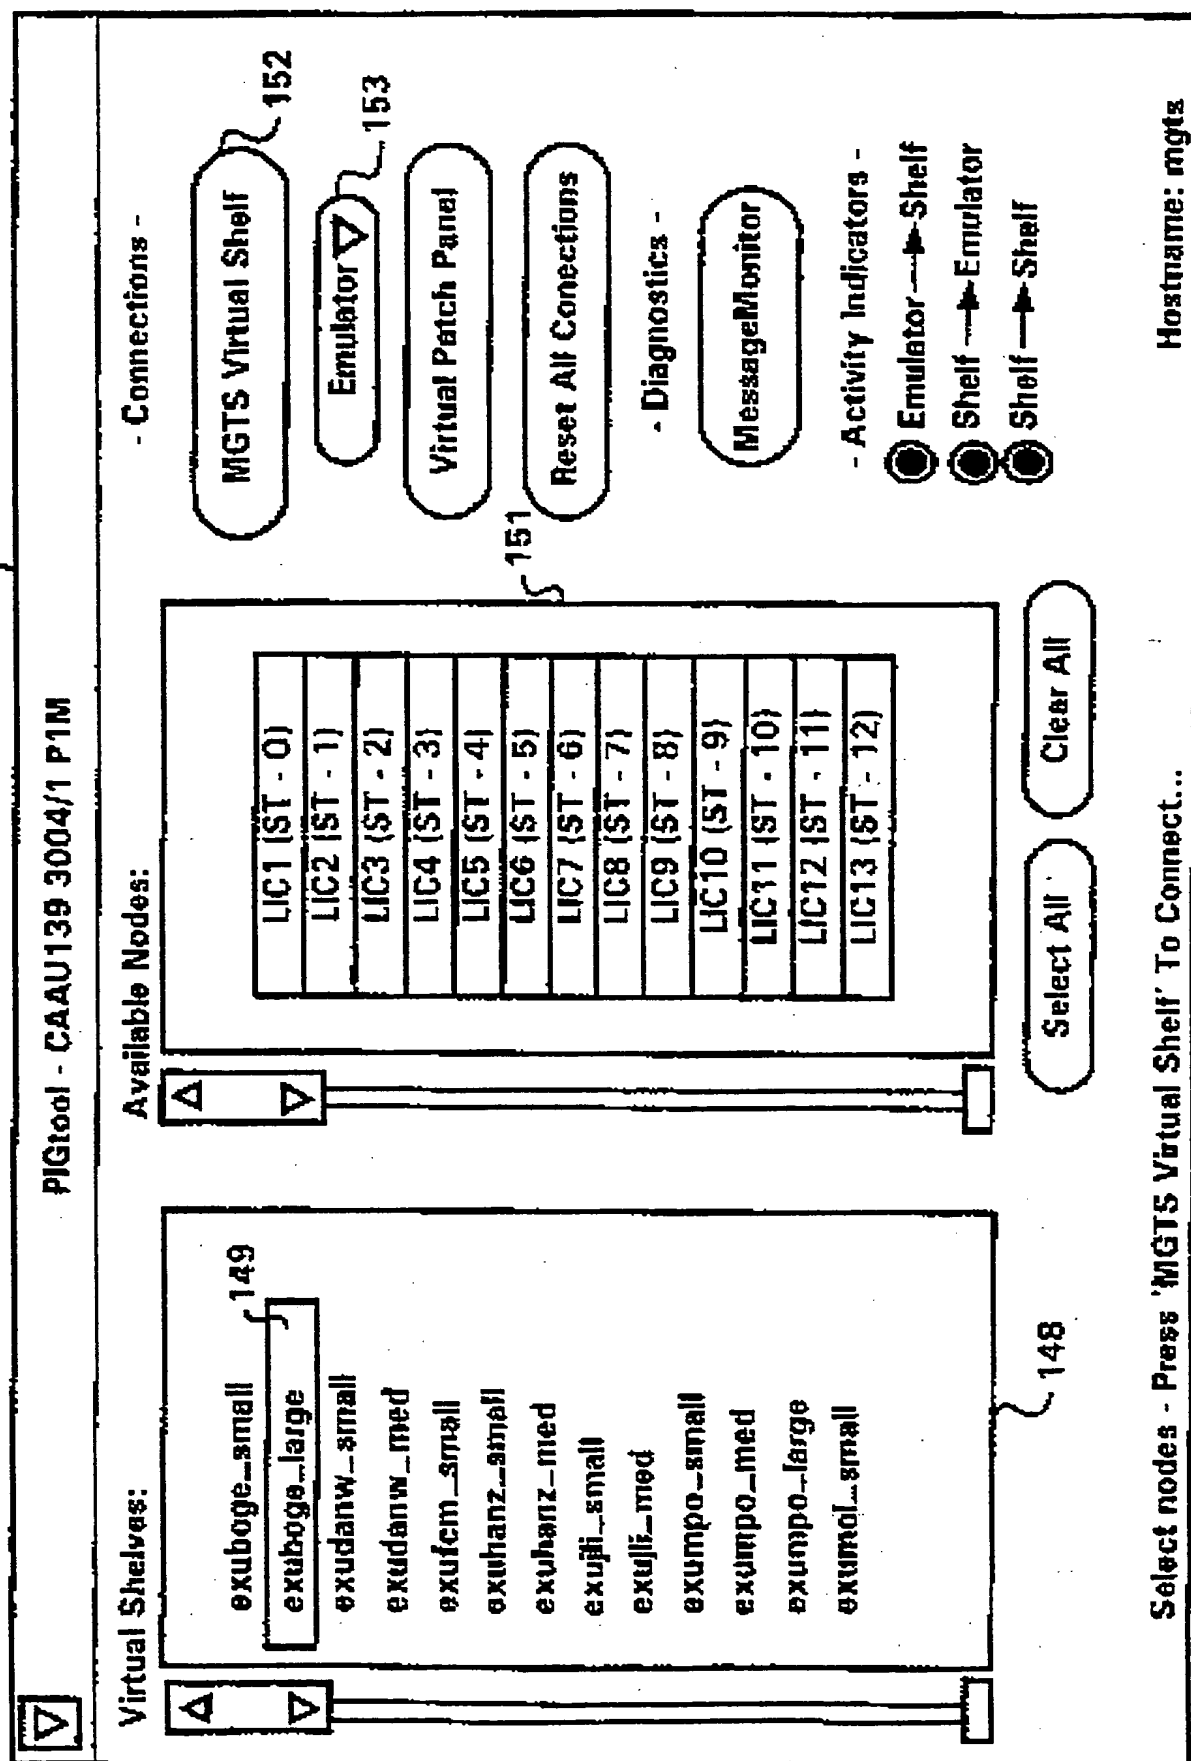 PIGtool - CAAU139 3004/1 P1M
Virtual Shelves:
exuboge_small
149
exuboge_large
exudanw_small
exudanw_med
exufcm_small
exuhanz_small
exuhanz_med
exujli_small
exujli_med
exumpo_small
exumpo_med
exumpo_large
exumol_small
148
Available Nodes:
LIC1 (ST - 0)
LIC2 (ST - 1)
LIC3 (ST - 2)
LIC4 (ST - 3)
LIC5 (ST - 4)
LIC6 (ST - 5)
LIC7 (ST - 6)
LIC8 (ST - 7)
LIC9 (ST - 8)
LIC10 (ST - 9)
LIC11 (ST - 10)
LIC12 (ST - 11)
LIC13 (ST - 12)
151
Select All
Clear All
- Connections -
MGTS Virtual Shelf
152
Emulator
153
Virtual Patch Panel
Reset All Conections
- Diagnostics -
MessageMonitor
- Activity Indicators -
Emulator Shelf
Shelf Emulator
Shelf Shelf
Select nodes - Press 'MGTS Virtual Shelf' To Connect...
Hostname: mgts